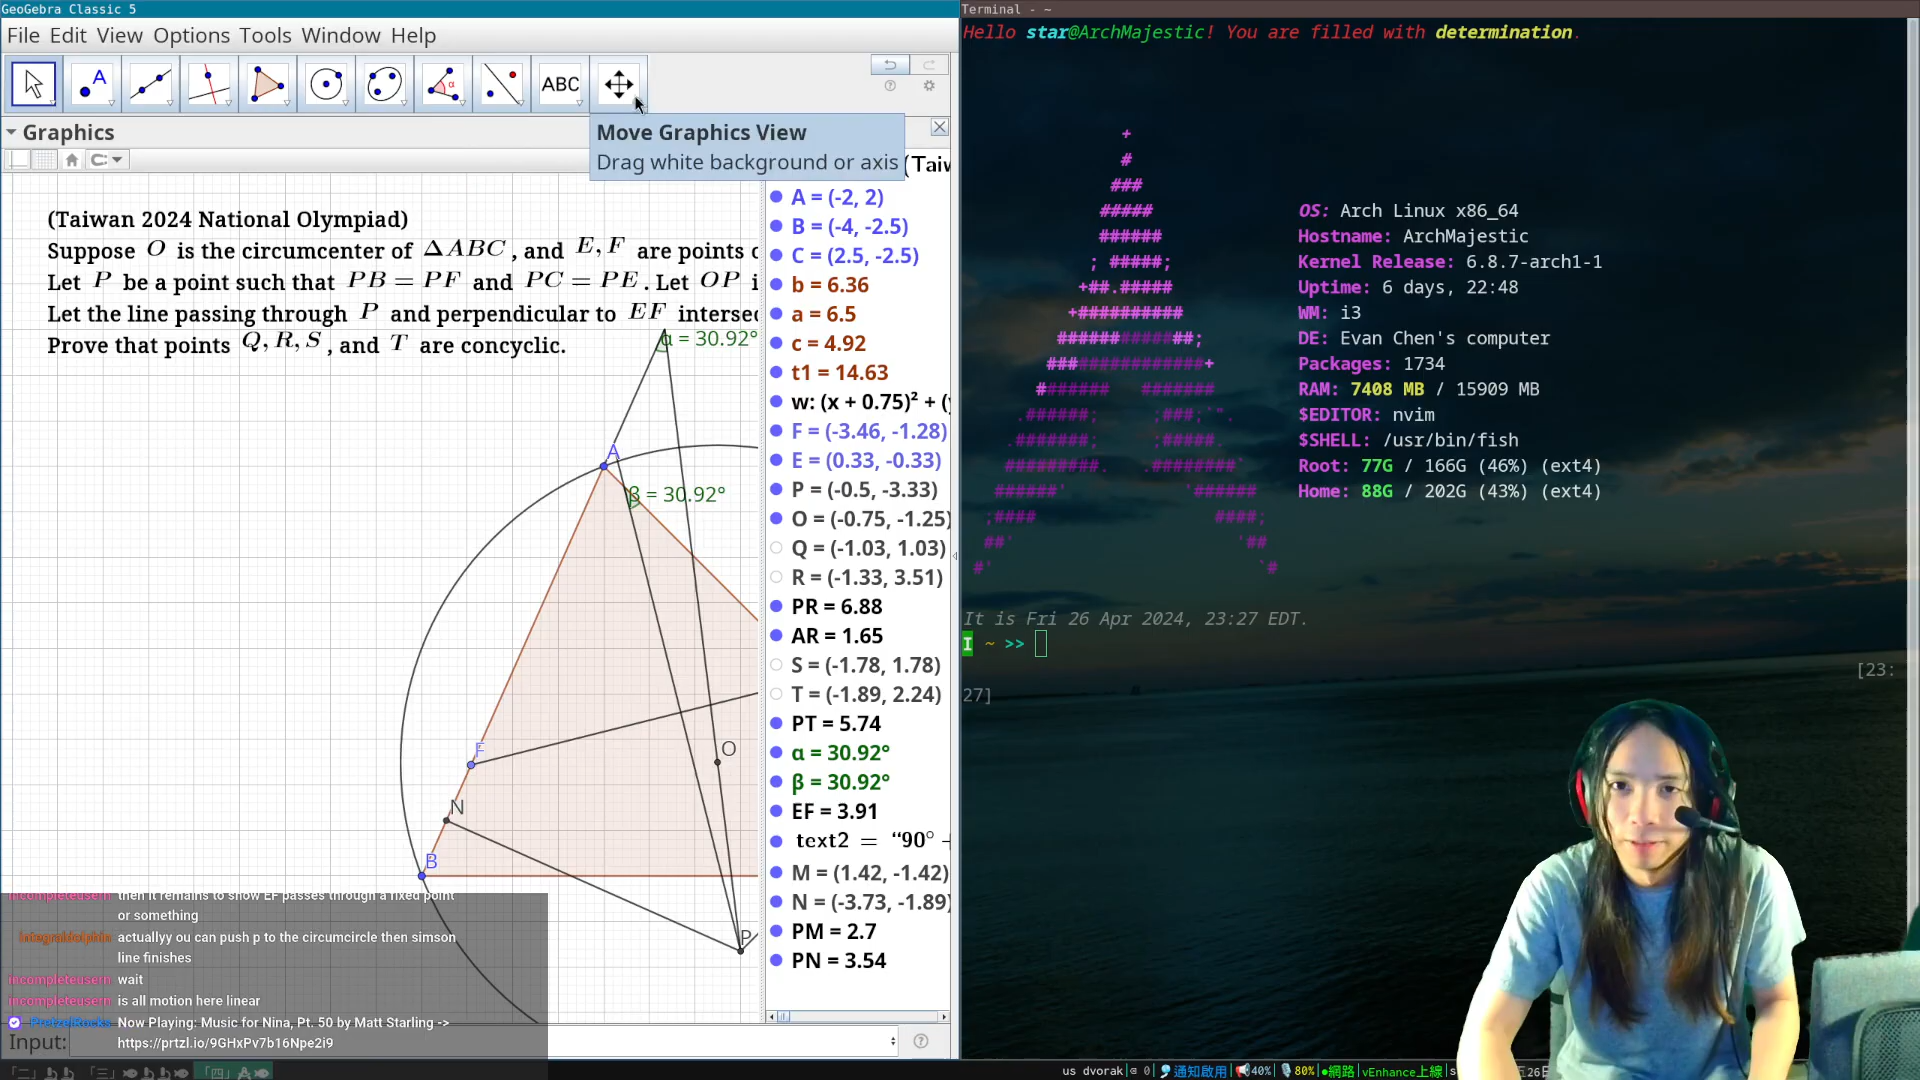 GeoGebra Classic 5
File Edit View Options Tools Window Help
A
α
ABC
Graphics
Move Graphics View
Drag white background or axis
(Taiwan 2024 National Olympiad)
Suppose O is the circumcenter of ΔABC, and E, F are points
Let P be a point such that PB = PF and PC = PE. Let OP
Let the line passing through P and perpendicular to EF interse
Prove that points Q, R, S, and T are concyclic.
α = 30.92°
A
β = 30.92°
F
O
N
B
P
(Taiw
A = (-2, 2)
B = (-4, -2.5)
C = (2.5, -2.5)
b = 6.36
a = 6.5
c = 4.92
t1 = 14.63
w: (x + 0.75)² + (
F = (-3.46, -1.28)
E = (0.33, -0.33)
P = (-0.5, -3.33)
O = (-0.75, -1.25)
Q = (-1.03, 1.03)
R = (-1.33, 3.51)
PR = 6.88
AR = 1.65
S = (-1.78, 1.78)
T = (-1.89, 2.24)
PT = 5.74
α = 30.92°
β = 30.92°
EF = 3.91
text2 = “90°
M = (1.42, -1.42)
N = (-3.73, -1.89)
PM = 2.7
PN = 3.54
incompleteusern then it remains to show EF passes through a fixed point
or something
integraldolphin actuallyy ou can push p to the circumcircle then simson
line finishes
incompleteusern wait
incompleteusern is all motion here linear
PretzelRocks Now Playing: Music for Nina, Pt. 50 by Matt Starling ->
https://prtzl.io/9GHxPv7b16Npe2i9
Input:
「二」
「三」
「四」
Terminal - ~
Hello star@ArchMajestic! You are filled with determination.
OS: Arch Linux x86_64
Hostname: ArchMajestic
Kernel Release: 6.8.7-arch1-1
Uptime: 6 days, 22:48
WM: i3
DE: Evan Chen's computer
Packages: 1734
RAM: 7408 MB / 15909 MB
$EDITOR: nvim
$SHELL: /usr/bin/fish
Root: 77G / 166G (46%) (ext4)
Home: 88G / 202G (43%) (ext4)
It is Fri 26 Apr 2024, 23:27 EDT.
I ~ >>
[23:
27]
us dvorak 0 通知啟用 40% 80% 網路 vEnhance上線
26日